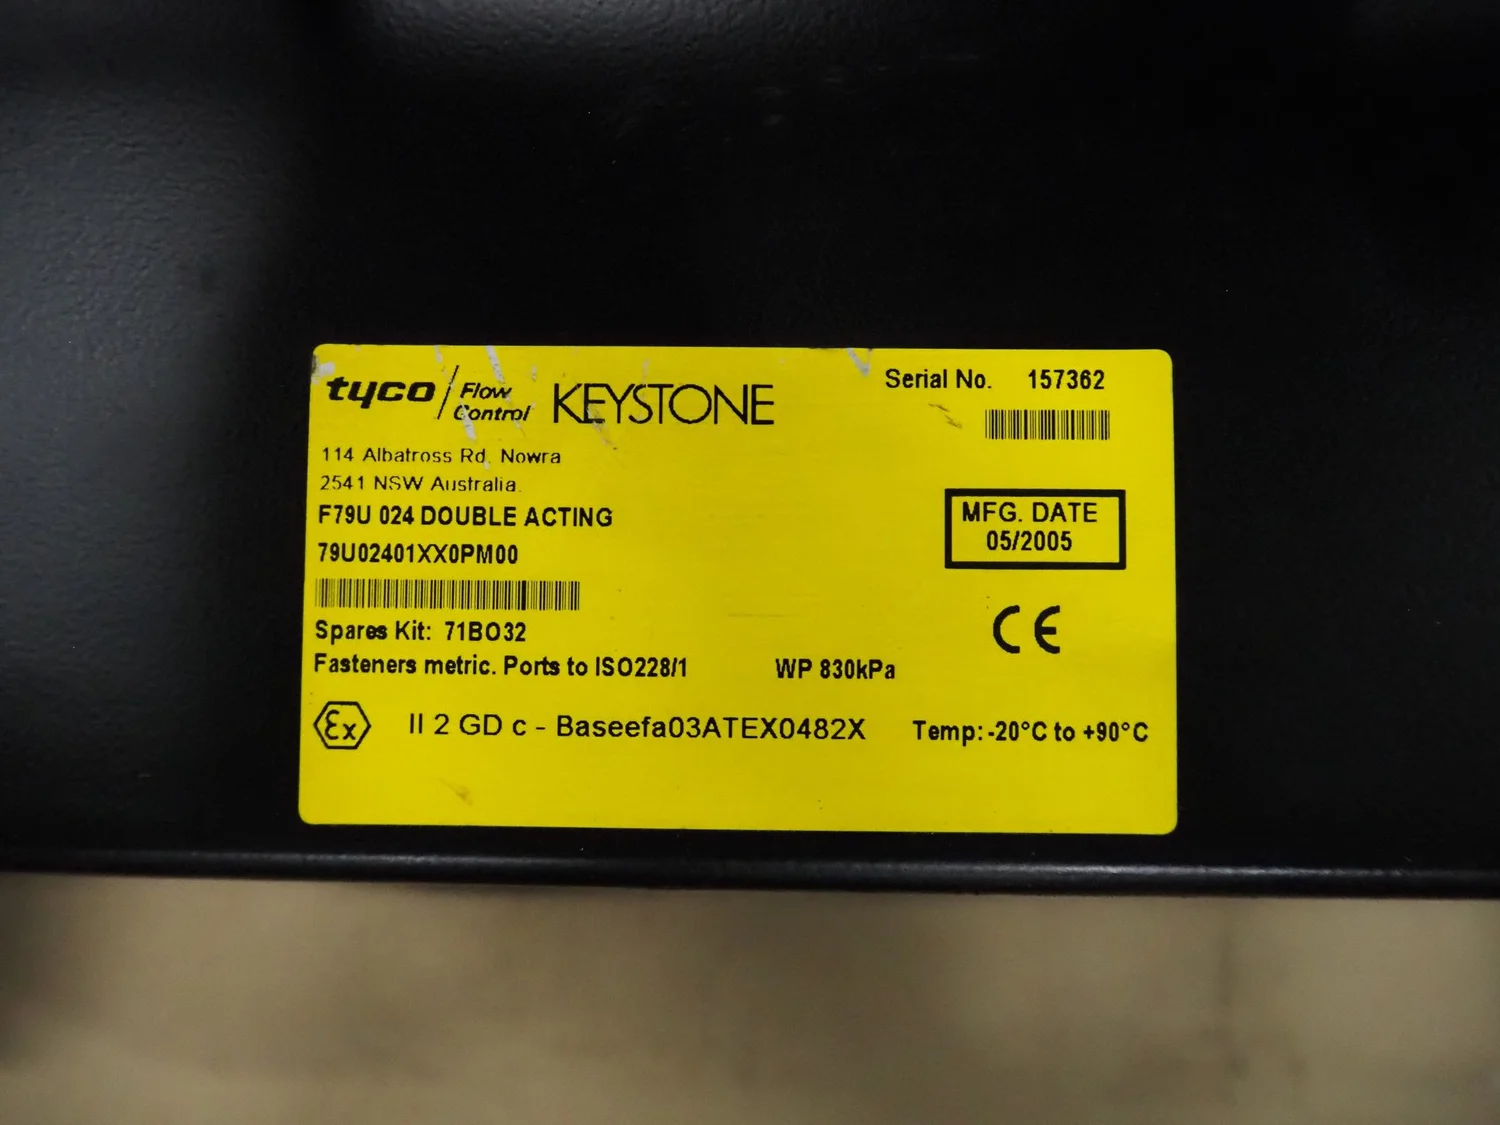 tyco / Flow Control KEYSTONE
Serial No. 157362
114 Albatross Rd, Nowra
2541 NSW Australia.
F79U 024 DOUBLE ACTING
MFG. DATE
05/2005
79U02401XX0PM00
CE
Spares Kit: 71BO32
Fasteners metric. Ports to ISO228/1 WP 830kPa
Ex II 2 GD c - Baseefa03ATEX0482X Temp: -20°C to +90°C